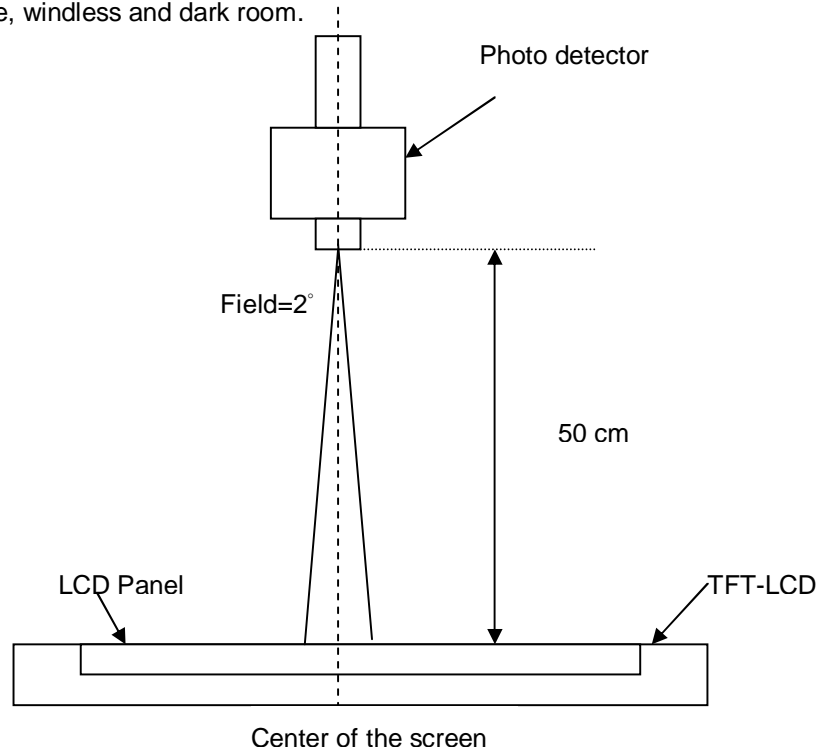 e, windless and dark room.
Photo detector
Field=2°
50 cm
LCD Panel
TFT-LCD
Center of the screen